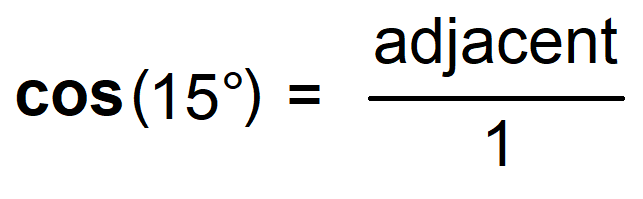 cos(15°) = adjacent
1